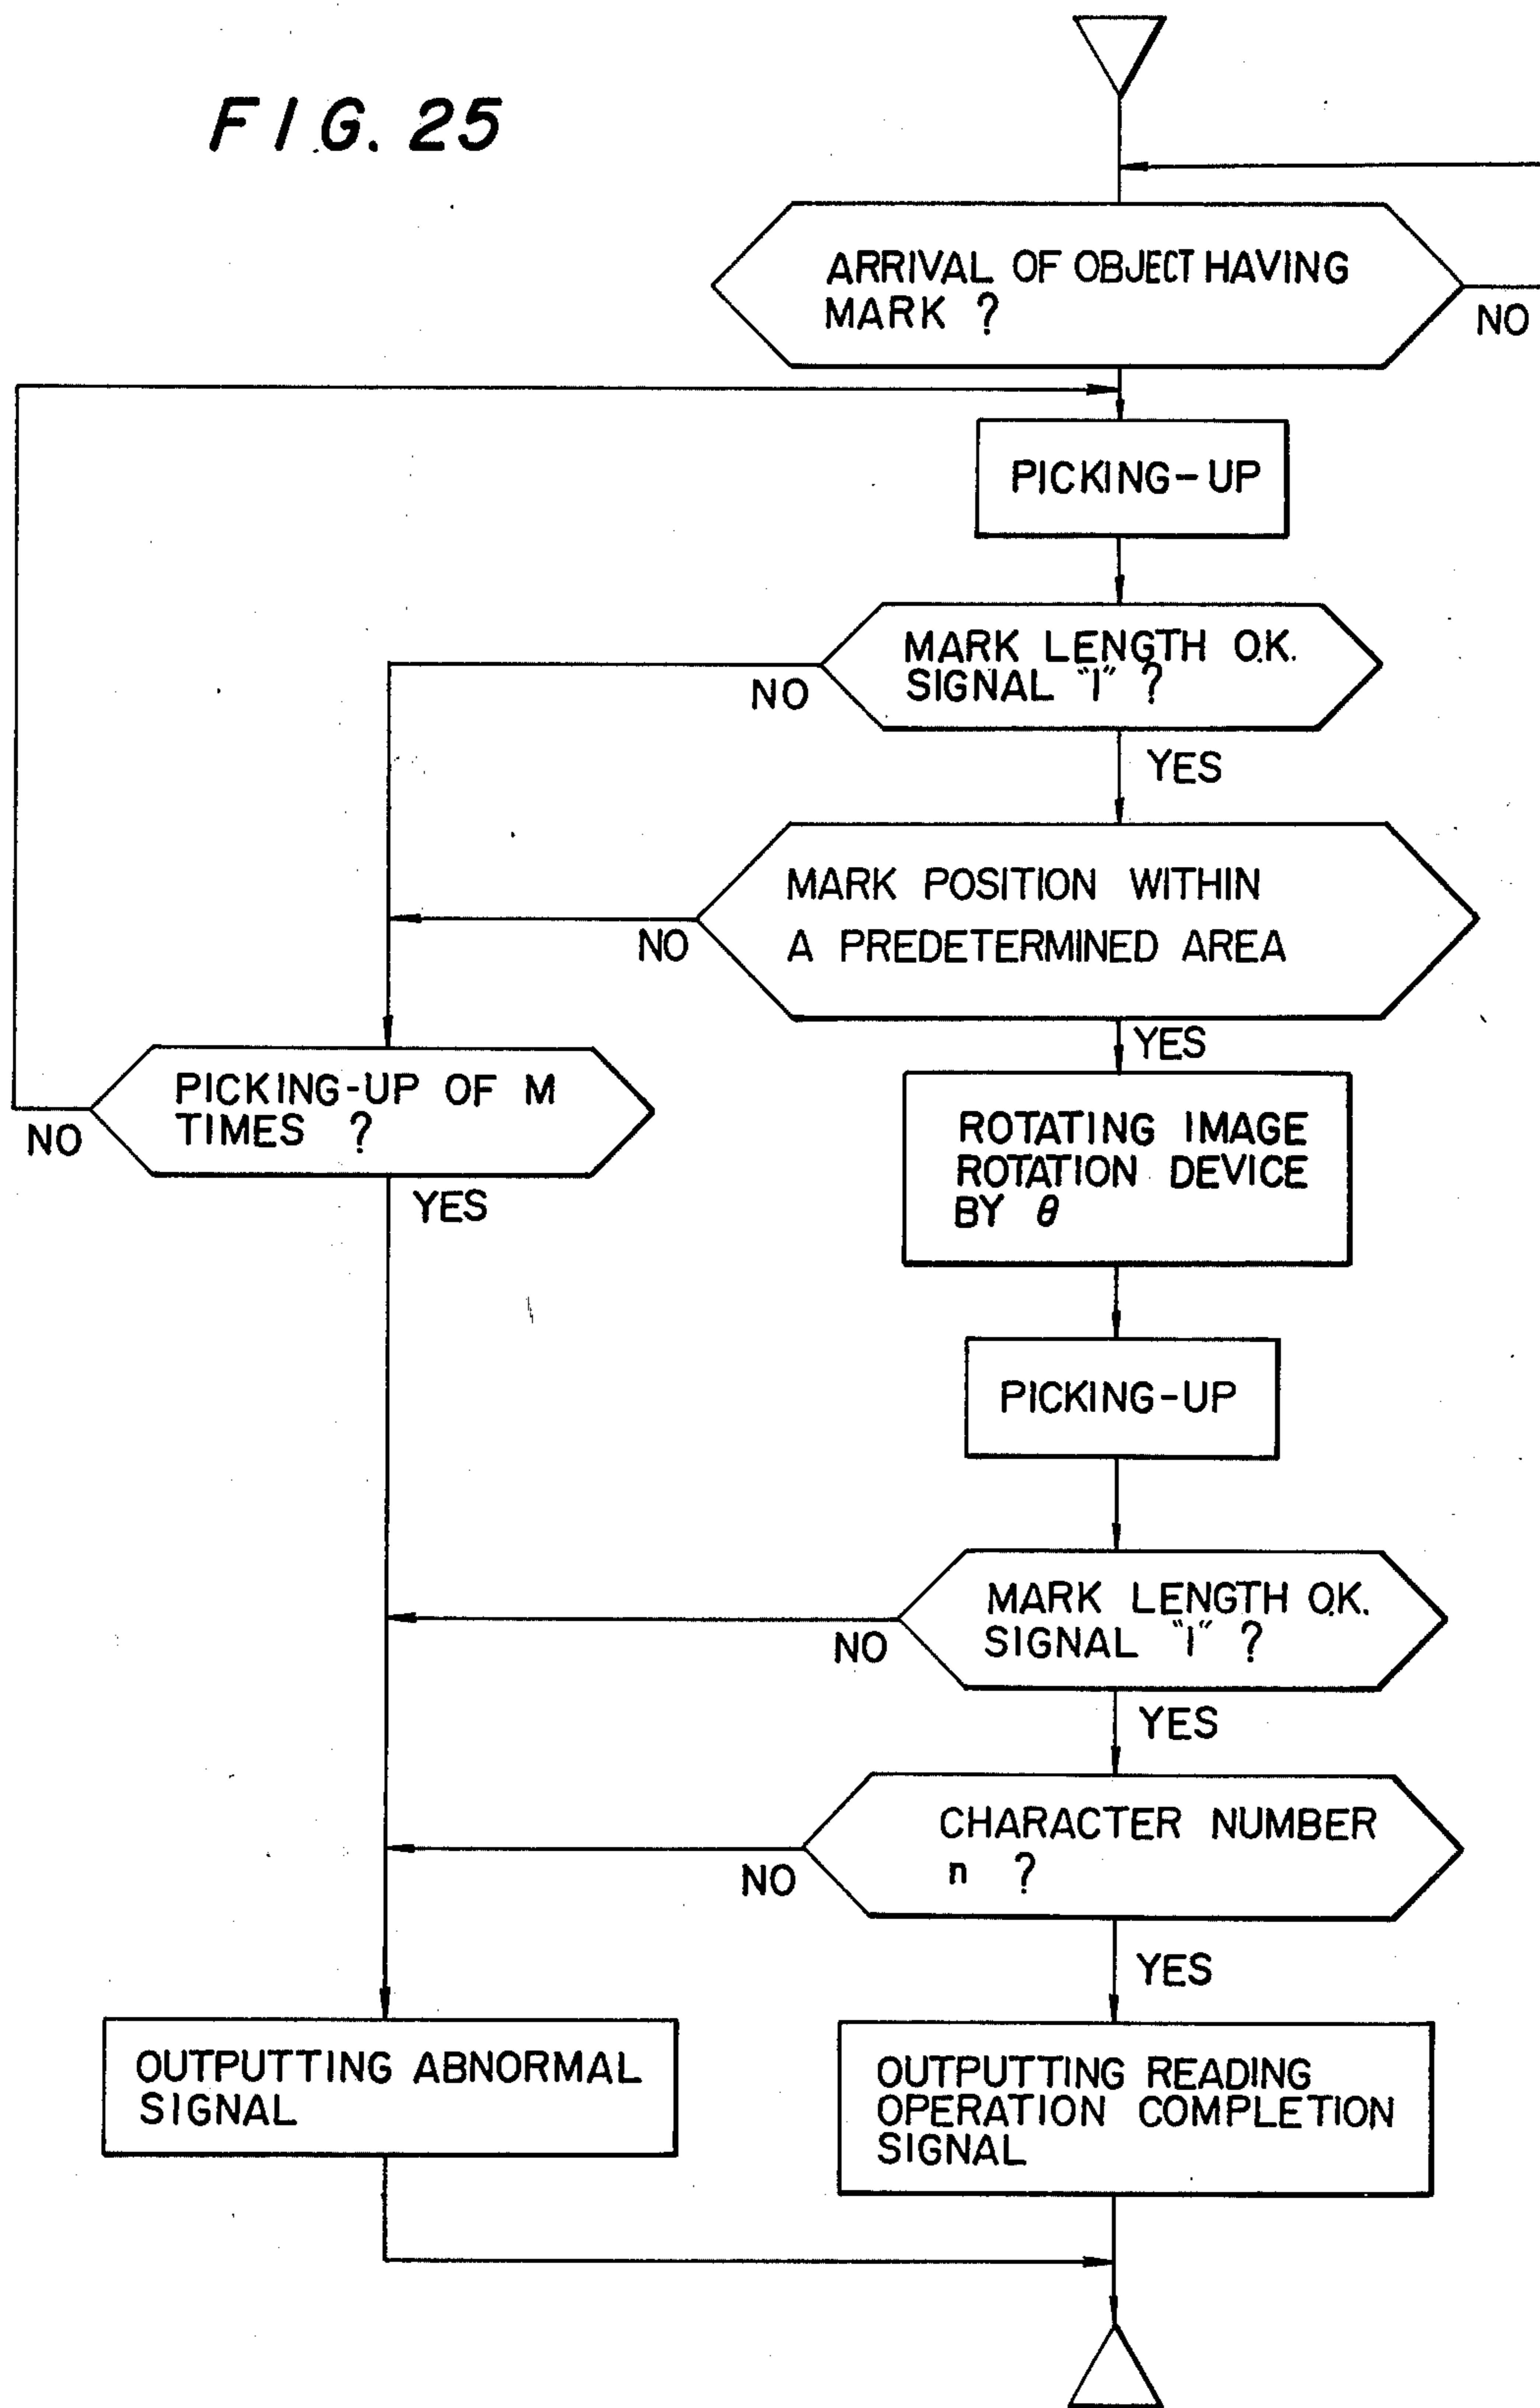 FIG. 25
ARRIVAL OF OBJECT HAVING
MARK ?
NO
PICKING-UP
MARK LENGTH O.K.
SIGNAL "1" ?
NO
YES
MARK POSITION WITHIN
A PREDETERMINED AREA
NO
YES
PICKING-UP OF M
TIMES ?
NO
YES
ROTATING IMAGE
ROTATION DEVICE
BY θ
PICKING-UP
MARK LENGTH O.K.
SIGNAL "1" ?
NO
YES
CHARACTER NUMBER
n ?
NO
YES
OUTPUTTING ABNORMAL
SIGNAL
OUTPUTTING READING
OPERATION COMPLETION
SIGNAL